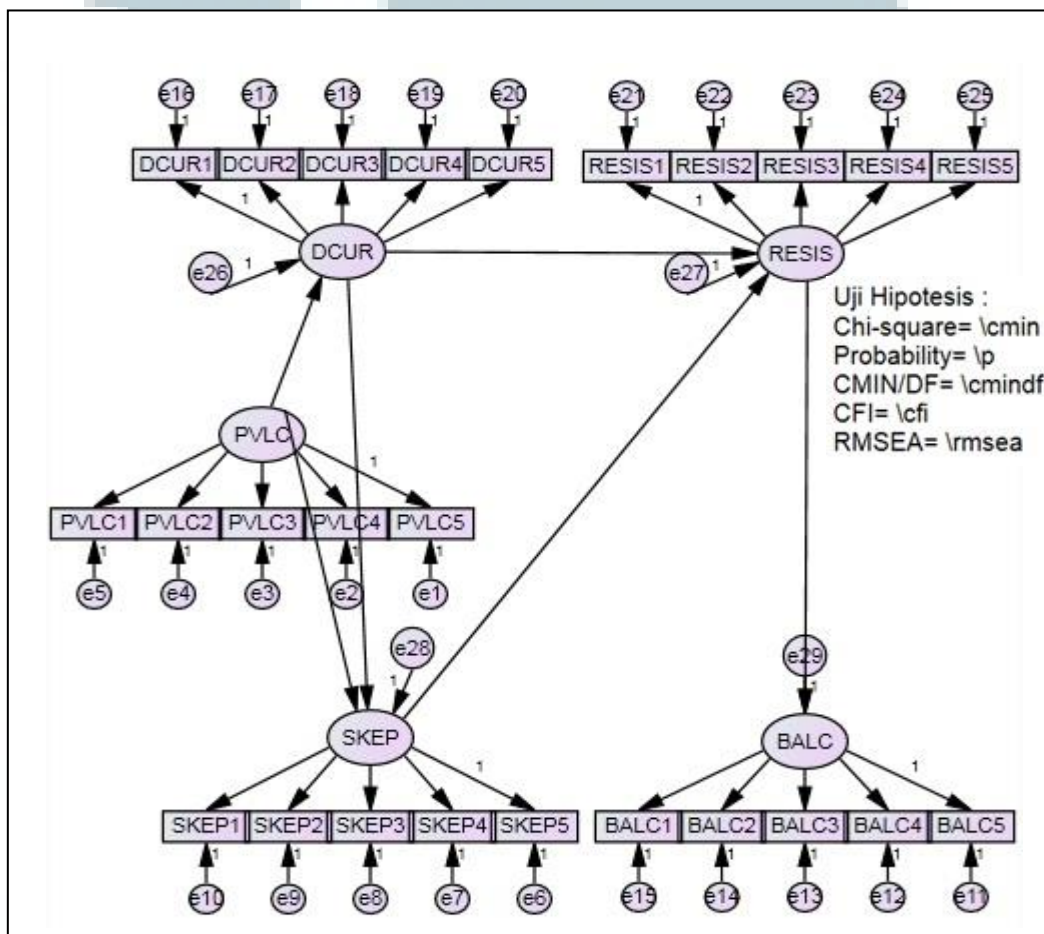 e16 e17 e18 e19 e20
1 1 1 1 1
DCUR1 DCUR2 DCUR3 DCUR4 DCUR5
1
DCUR
e26 1
e21 e22 e23 e24 e25
1 1 1 1 1
RESIS1 RESIS2 RESIS3 RESIS4 RESIS5
1
RESIS
e27 1
Uji Hipotesis :
Chi-square= \cmin
Probability= \p
CMIN/DF= \cmindf
CFI= \cfi
RMSEA= \rmsea
PVLC
1
PVLC1 PVLC2 PVLC3 PVLC4 PVLC5
1 1 1 1 1
e5 e4 e3 e2 e1
e28
1
SKEP
1
SKEP1 SKEP2 SKEP3 SKEP4 SKEP5
1 1 1 1 1
e10 e9 e8 e7 e6
e29
1
BALC
1
BALC1 BALC2 BALC3 BALC4 BALC5
1 1 1 1 1
e15 e14 e13 e12 e11